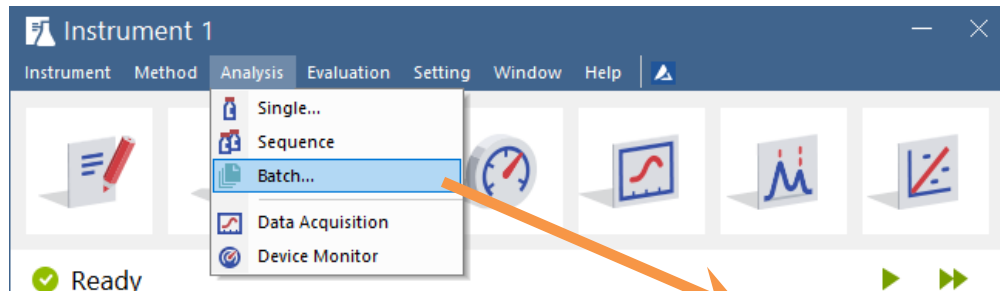 Instrument 1
Instrument Method Analysis Evaluation Setting Window Help
Single...
Sequence
Batch...
Data Acquisition
Device Monitor
Ready